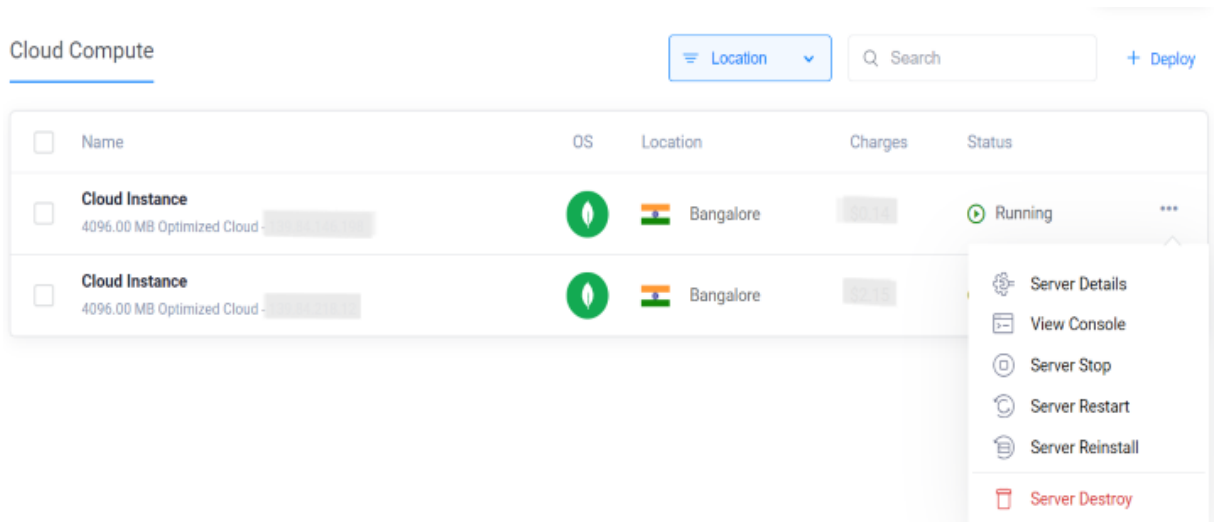 Cloud Compute
Location
Search
+ Deploy
Name OS Location Charges Status
Cloud Instance
4096.00 MB Optimized Cloud -
Bangalore
Running
Cloud Instance
4096.00 MB Optimized Cloud -
Bangalore
Server Details
View Console
Server Stop
Server Restart
Server Reinstall
Server Destroy